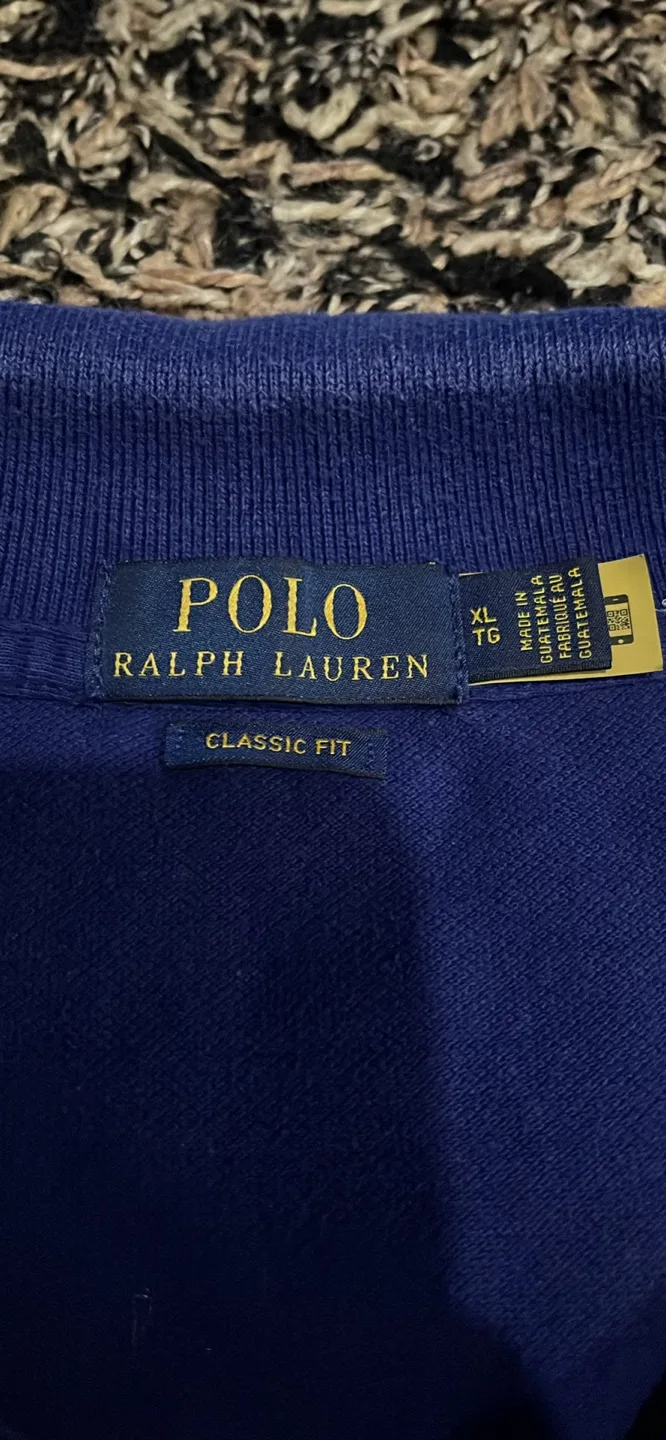 POLO
RALPH LAUREN
CLASSIC FIT
XL
TG
MADE IN
GUATEMALA
FABRIQUÉ AU
GUATEMALA